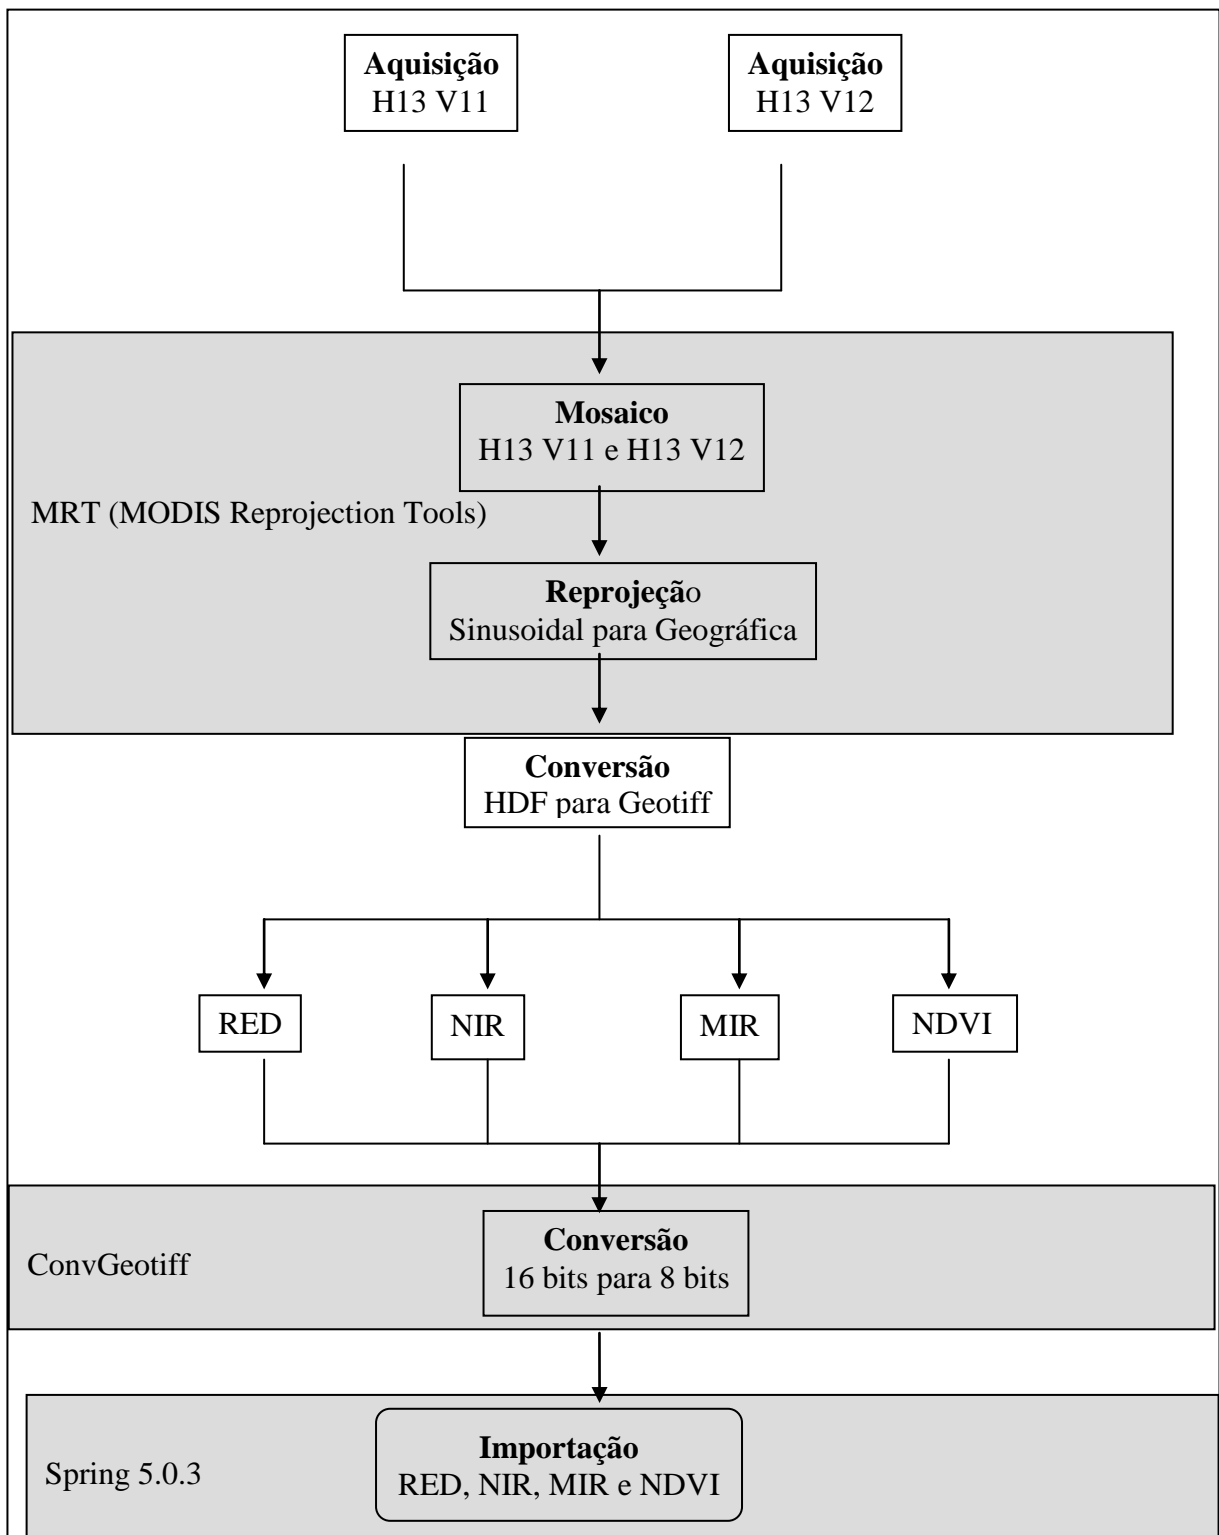 Aquisição
H13 V11
Aquisição
H13 V12
Mosaico
H13 V11 e H13 V12
MRT (MODIS Reprojection Tools)
Reprojeção
Sinusoidal para Geográfica
Conversão
HDF para Geotiff
RED
NIR
MIR
NDVI
Conversão
16 bits para 8 bits
ConvGeotiff
Importação
RED, NIR, MIR e NDVI
Spring 5.0.3